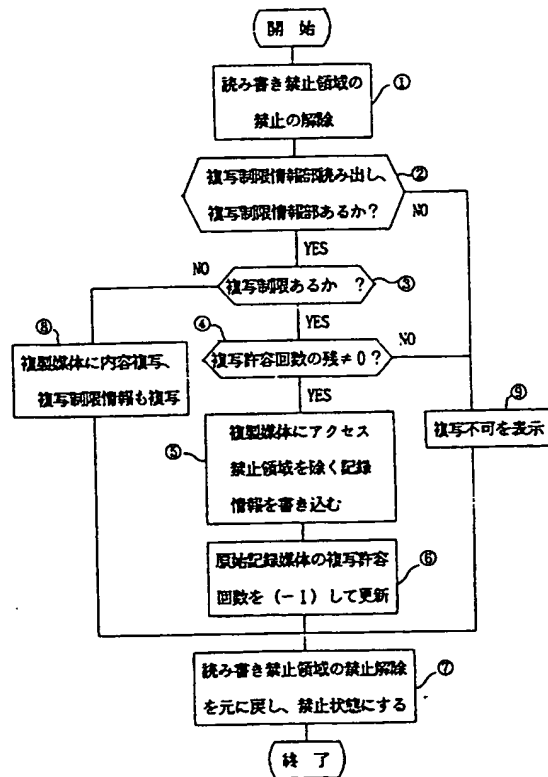 開 始
読み書き禁止領域の
禁止の解除
①
複写制限情報部読み出し、
複写制限情報部あるか?
②
NO
YES
NO
複写制限あるか ?
③
YES
④
NO
複写許容回数の残≠0?
YES
⑧
複製媒体に内容複写、
複写制限情報も複写
⑨
複写不可を表示
⑤
複製媒体にアクセス
禁止領域を除く記録
情報を書き込む
原始記録媒体の複写許容
回数を (-1) して更新
⑥
読み書き禁止領域の禁止解除
を元に戻し、禁止状態にする
⑦
終 了